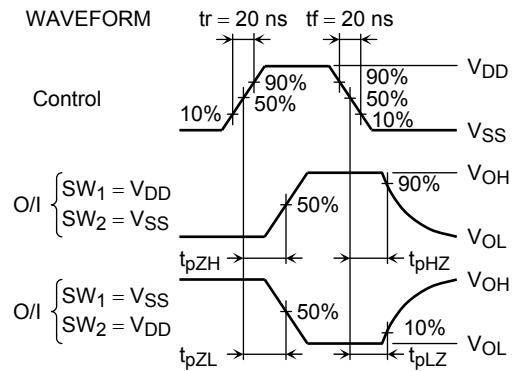 WAVEFORM
tr = 20 ns tf = 20 ns
Control
10%
90%
50%
90%
50%
10%
VDD
VSS
O/I { SW1 = VDD
SW2 = VSS
50%
90%
VOH
VOL
tpZH
tpHZ
O/I { SW1 = VSS
SW2 = VDD
50%
10%
VOH
VOL
tpZL
tpLZ